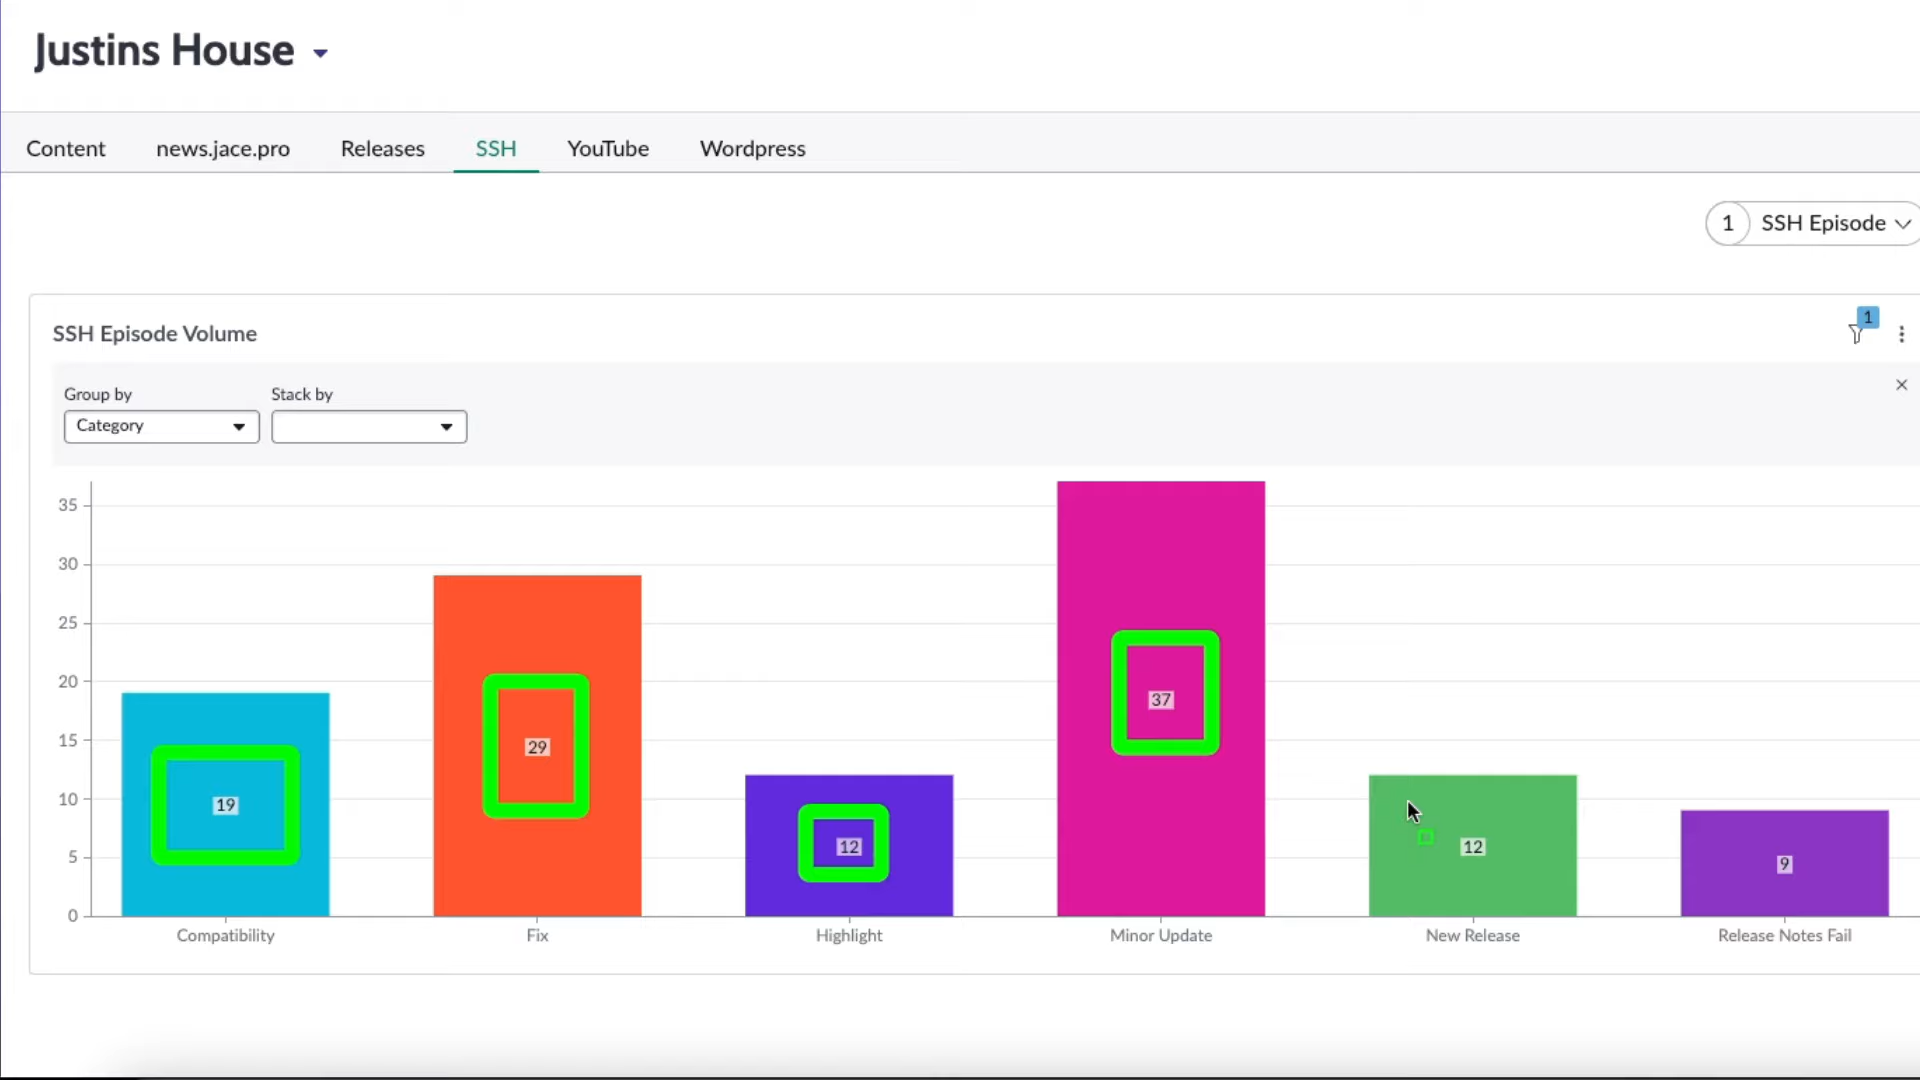 Justins House
Content news.jace.pro Releases SSH YouTube Wordpress
1 SSH Episode
SSH Episode Volume
1
Group by Stack by
Category
35
30
25
20
15
10
5
0
19
29
12
37
12
9
Compatibility Fix Highlight Minor Update New Release Release Notes Fail